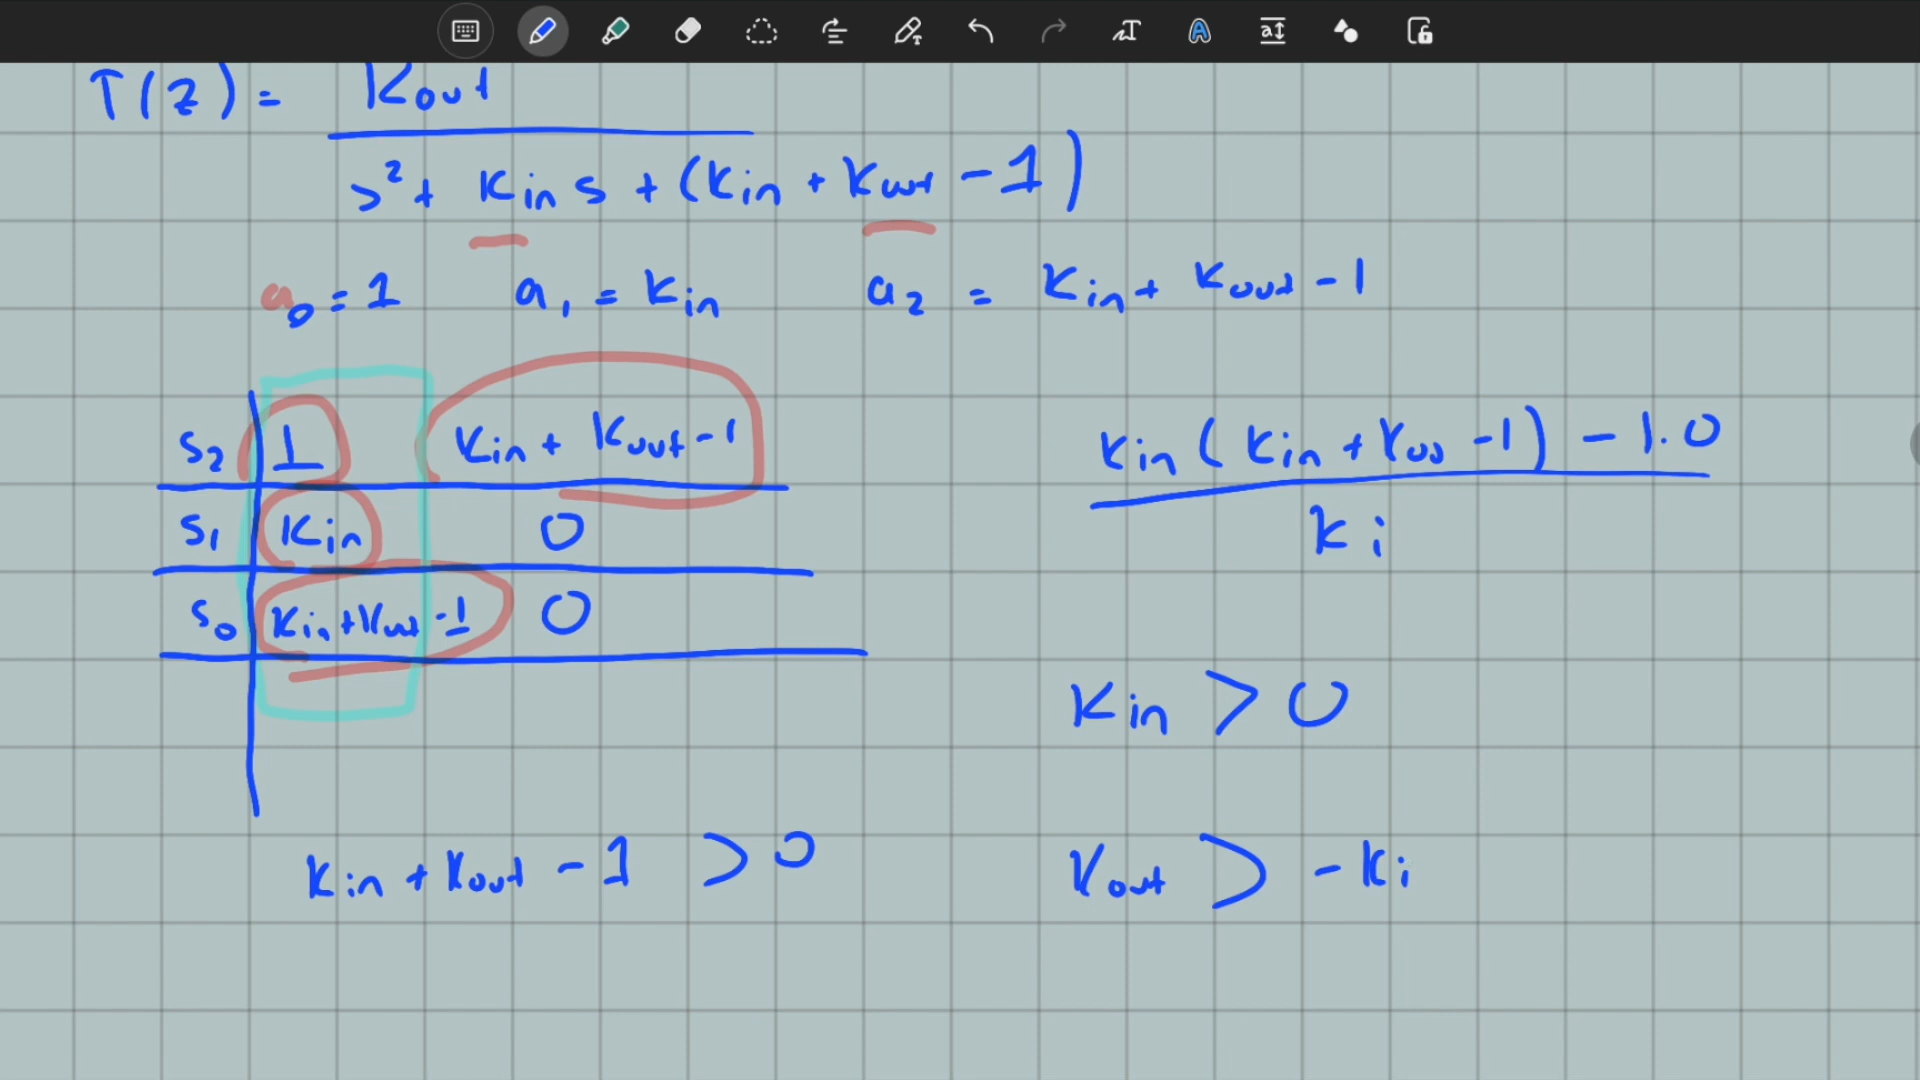 T(z) = Kout
s² + Kin s + (Kin + Kout - 1)
a0 = 1 a1 = Kin a2 = Kin + Kout - 1
s2 1 Kin + Kout - 1
s1 Kin 0
s0 Kin + Kout - 1 0
Kin (Kin + Koo - 1) - 1.0
Ki
Kin > 0
Kin + Kout - 1 > 0
Kout > - Ki